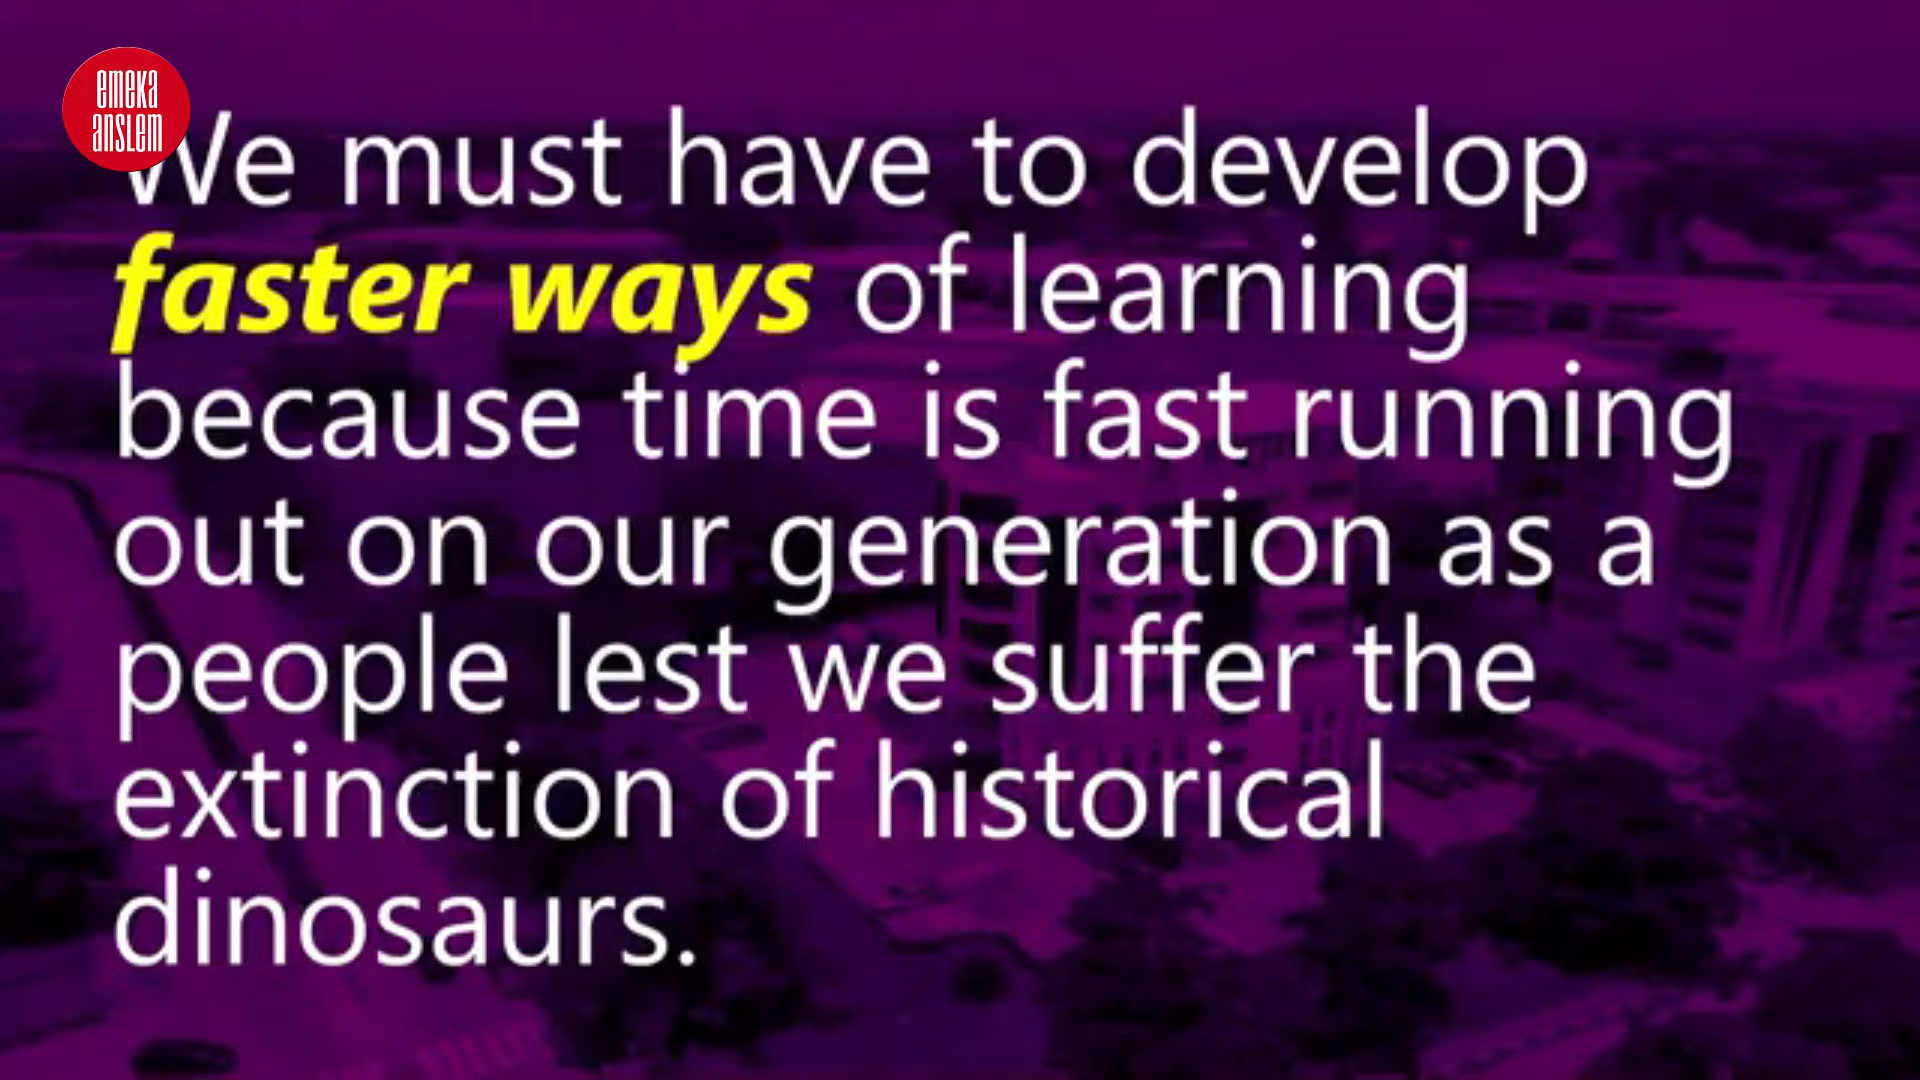 emeka
anslem
We must have to develop
faster ways of learning
because time is fast running
out on our generation as a
people lest we suffer the
extinction of historical
dinosaurs.